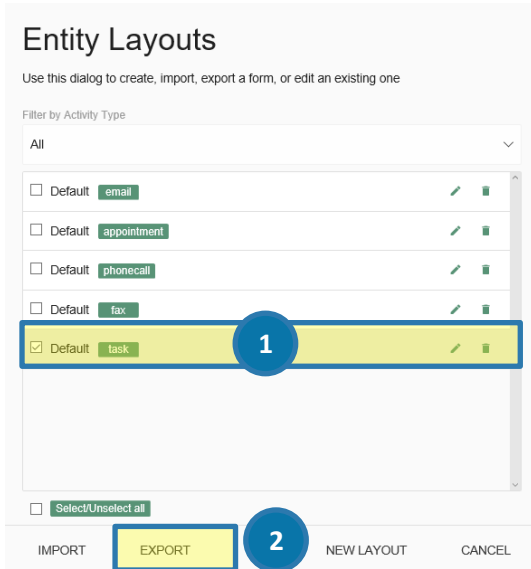 Entity Layouts
Use this dialog to create, import, export a form, or edit an existing one
Filter by Activity Type
All
Default email
Default appointment
Default phonecall
Default fax
Default task 1
Select/Unselect all
IMPORT EXPORT 2 NEW LAYOUT CANCEL